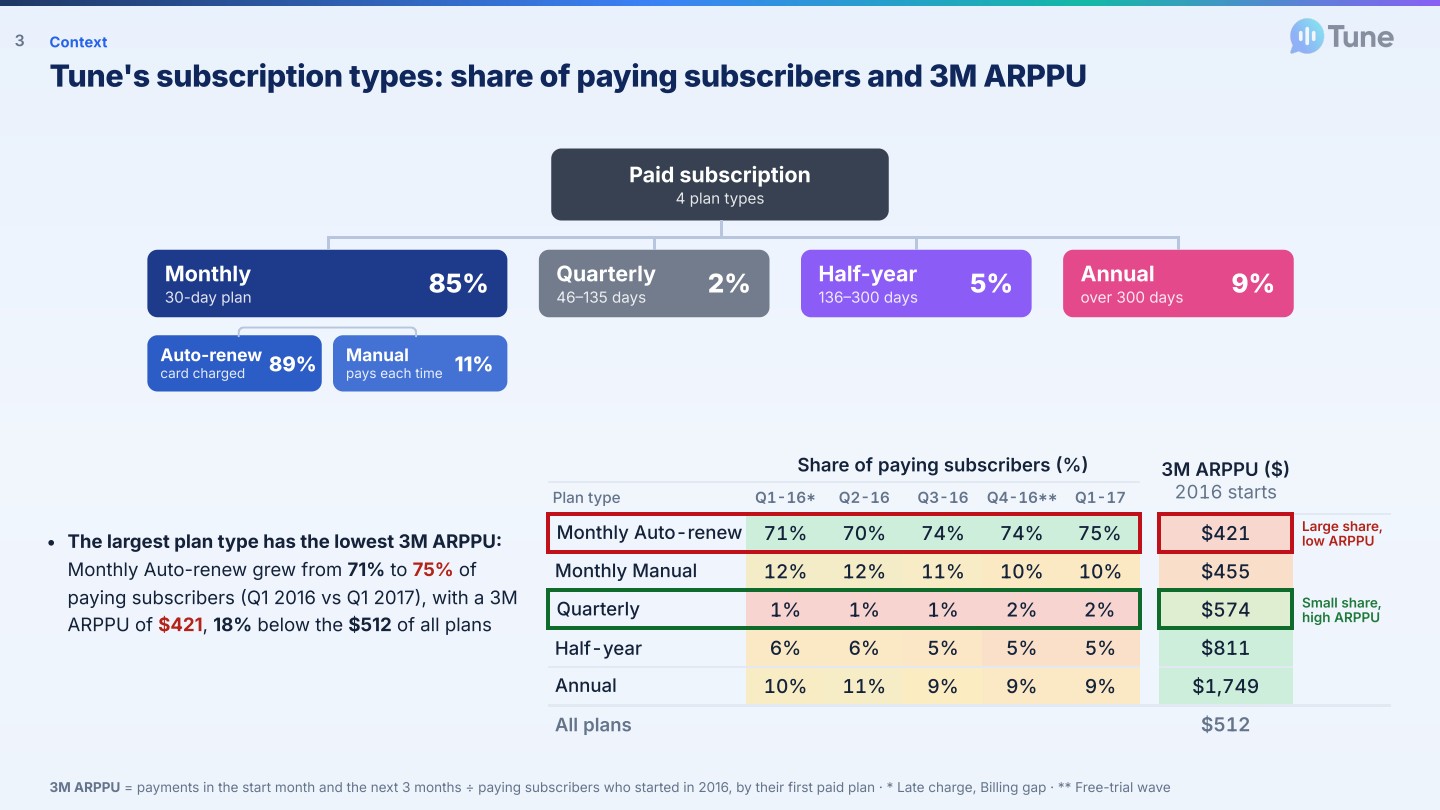 3
Context
Tune
Tune's subscription types: share of paying subscribers and 3M ARPPU
Paid subscription
4 plan types
Monthly
30-day plan
85%
Quarterly
46–135 days
2%
Half-year
136–300 days
5%
Annual
over 300 days
9%
Auto-renew
card charged
89%
Manual
pays each time
11%
• The largest plan type has the lowest 3M ARPPU:
Monthly Auto-renew grew from 71% to 75% of
paying subscribers (Q1 2016 vs Q1 2017), with a 3M
ARPPU of $421, 18% below the $512 of all plans
Share of paying subscribers (%)
3M ARPPU ($)
2016 starts
Plan type Q1-16* Q2-16 Q3-16 Q4-16** Q1-17
Monthly Auto-renew 71% 70% 74% 74% 75% $421
Large share,
low ARPPU
Monthly Manual 12% 12% 11% 10% 10% $455
Quarterly 1% 1% 1% 2% 2% $574
Small share,
high ARPPU
Half-year 6% 6% 5% 5% 5% $811
Annual 10% 11% 9% 9% 9% $1,749
All plans $512
3M ARPPU = payments in the start month and the next 3 months ÷ paying subscribers who started in 2016, by their first paid plan · * Late charge, Billing gap · ** Free-trial wave